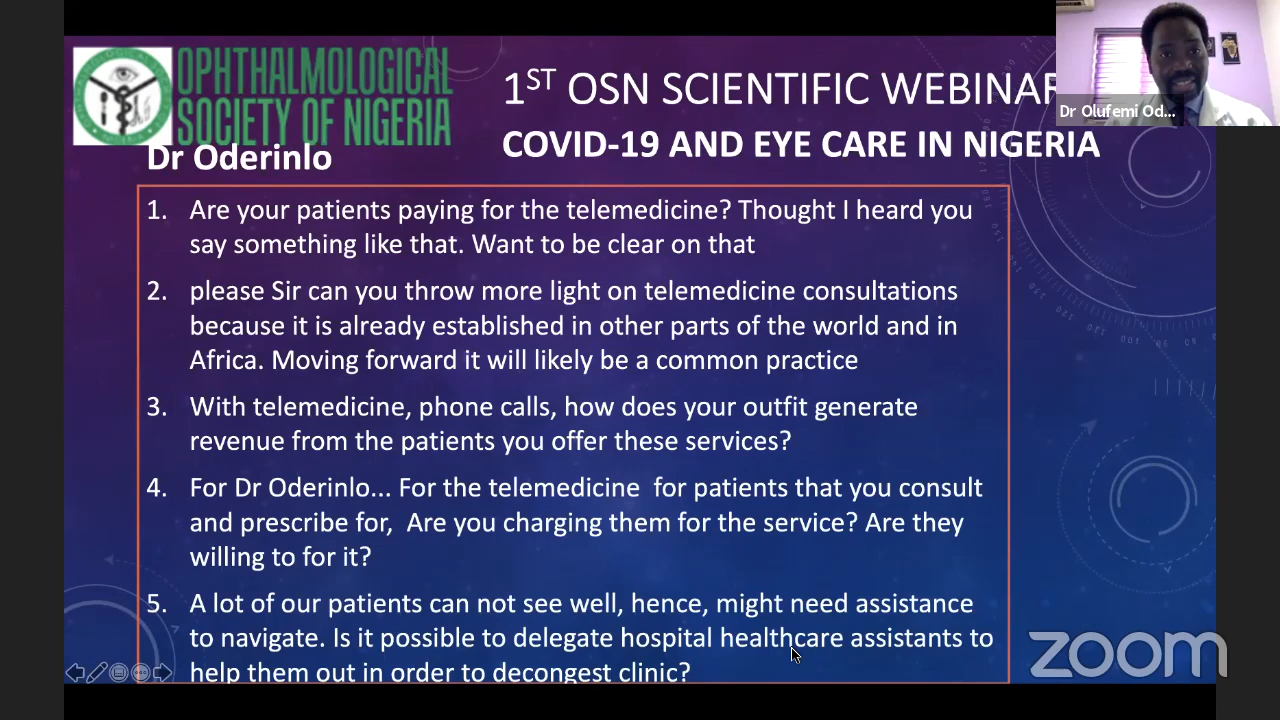 OPHTHALMOLOGICAL
SOCIETY OF NIGERIA
1ST OSN SCIENTIFIC WEBINAR
COVID-19 AND EYE CARE IN NIGERIA
Dr Olufemi Od...
Dr Oderinlo
1. Are your patients paying for the telemedicine? Thought I heard you
say something like that. Want to be clear on that
2. please Sir can you throw more light on telemedicine consultations
because it is already established in other parts of the world and in
Africa. Moving forward it will likely be a common practice
3. With telemedicine, phone calls, how does your outfit generate
revenue from the patients you offer these services?
4. For Dr Oderinlo... For the telemedicine  for patients that you consult
and prescribe for,  Are you charging them for the service? Are they
willing to for it?
5. A lot of our patients can not see well, hence, might need assistance
to navigate. Is it possible to delegate hospital healthcare assistants to
help them out in order to decongest clinic?
zoom